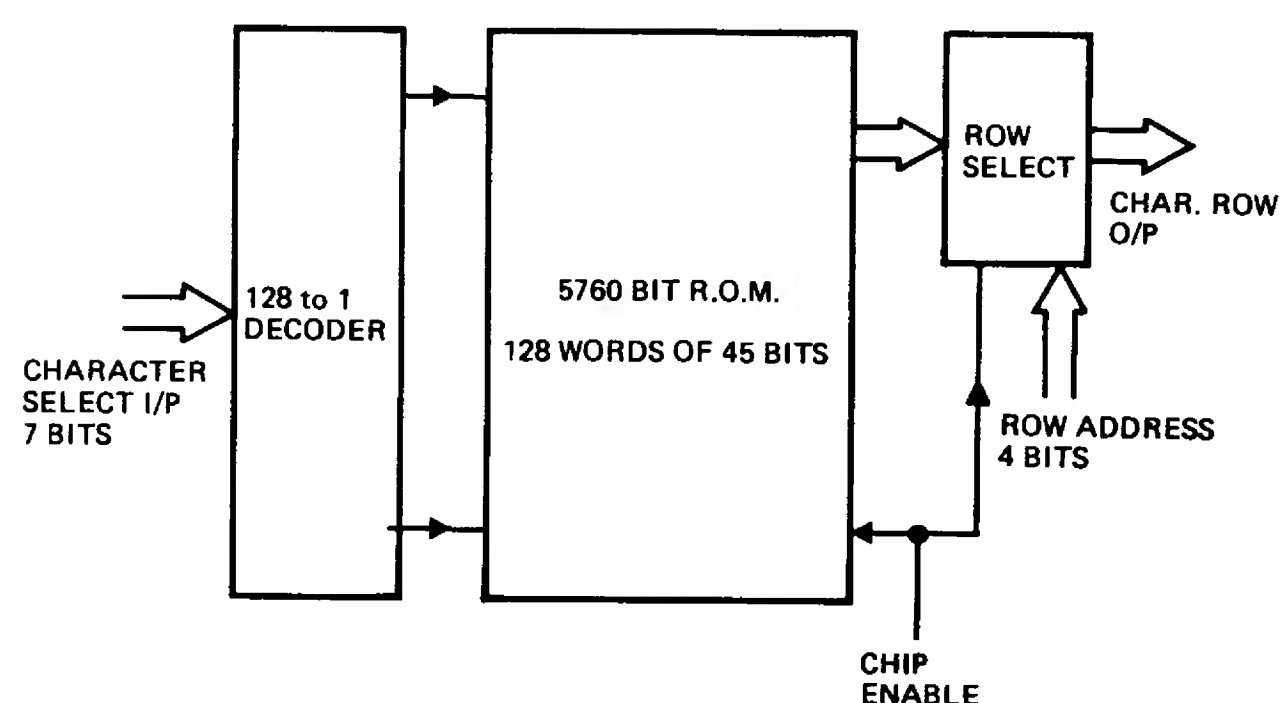 128 to 1
DECODER
CHARACTER
SELECT I/P
7 BITS
5760 BIT R.O.M.
128 WORDS OF 45 BITS
ROW
SELECT
CHAR. ROW
O/P
ROW ADDRESS
4 BITS
CHIP
ENABLE